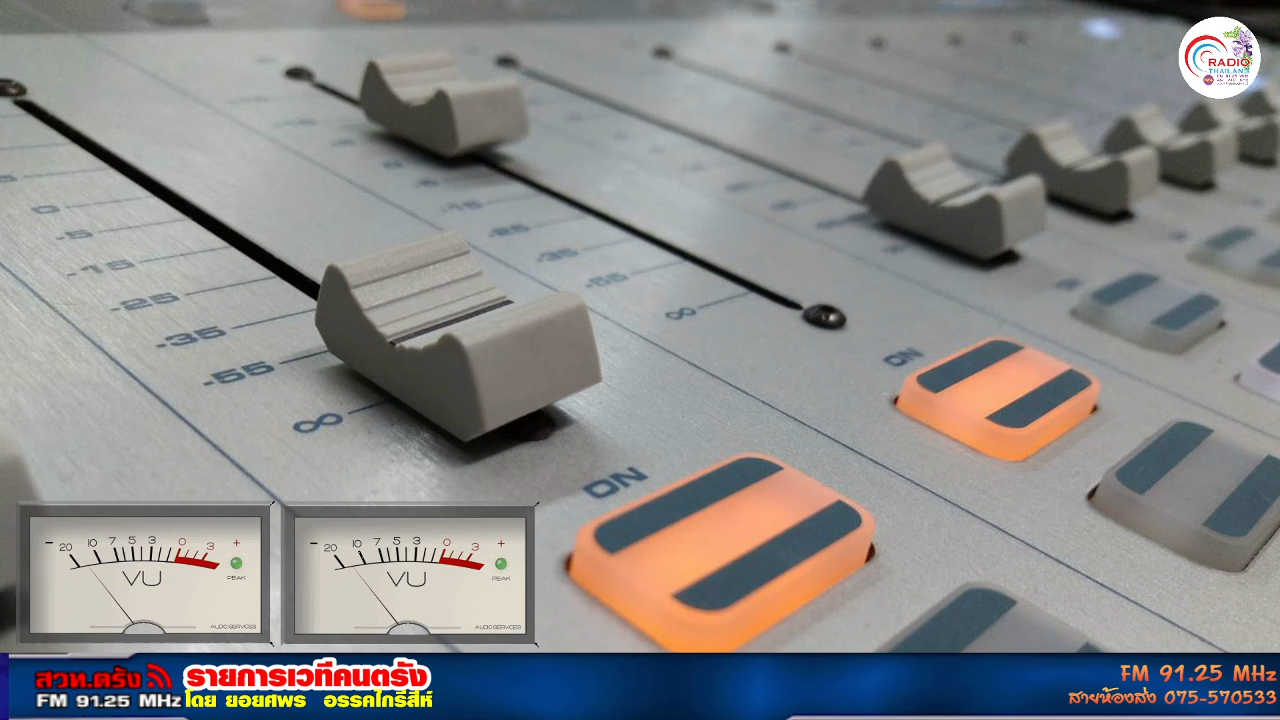 RADIO
THAILAND
0
-5
-15
-25
-35
-55
∞
-15
-25
-35
-55
∞
ON
ON
- 20 10 7 5 3 0 3 +
VU
PEAK
AUDIO SERVICES
- 20 10 7 5 3 0 3 +
VU
PEAK
AUDIO SERVICES
สวท.ตรัง
FM 91.25 MHz
รายการเวทีคนตรัง
โดย ยอยศพร อรรคไกรีสีห์
FM 91.25 MHz
สายห้องส่ง 075-570533